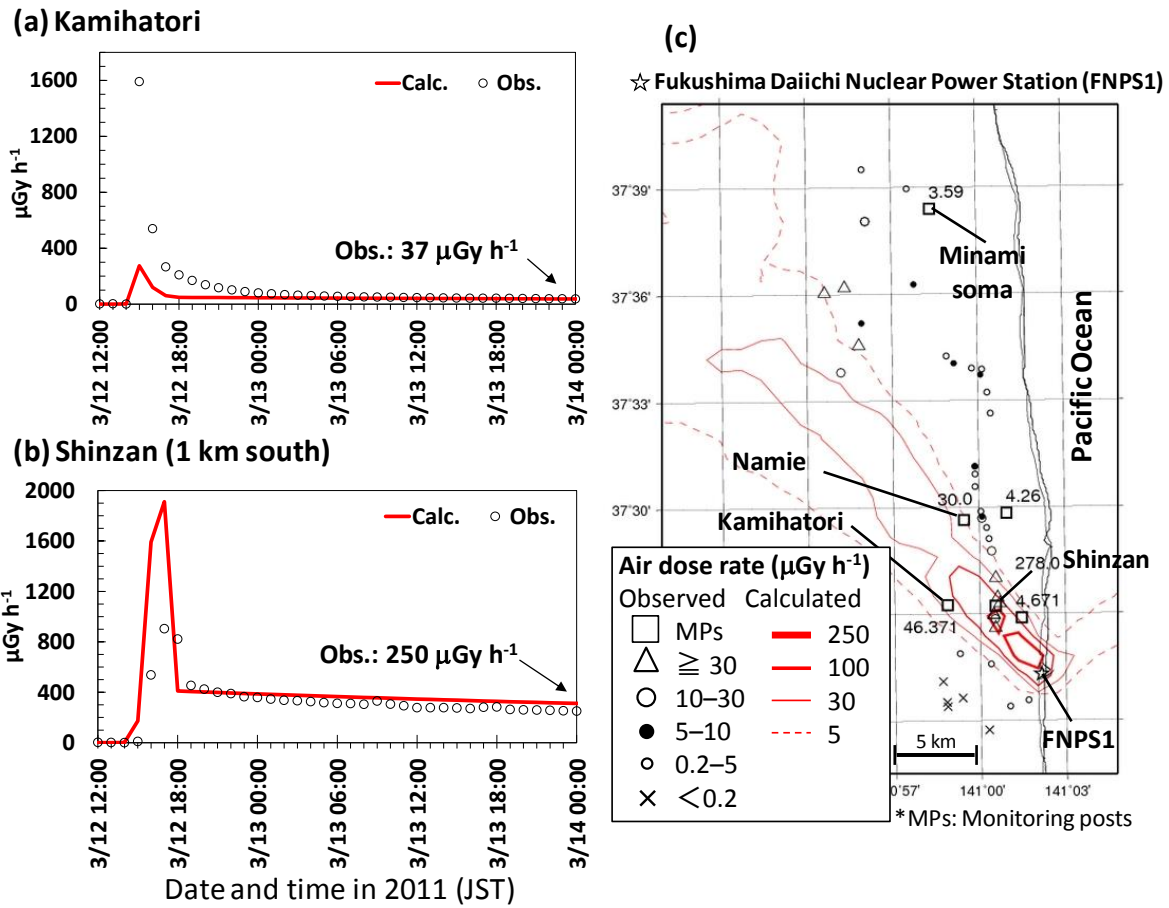 (a) Kamihatori
1600
1200
800
400
0
μGy h⁻¹
Calc.
Obs.
Obs.: 37 μGy h⁻¹
3/12 12:00
3/12 18:00
3/13 00:00
3/13 06:00
3/13 12:00
3/13 18:00
3/14 00:00
(b) Shinzan (1 km south)
2000
1600
1200
800
400
0
μGy h⁻¹
Calc.
Obs.
Obs.: 250 μGy h⁻¹
3/12 12:00
3/12 18:00
3/13 00:00
3/13 06:00
3/13 12:00
3/13 18:00
3/14 00:00
Date and time in 2011 (JST)
(c)
☆ Fukushima Daiichi Nuclear Power Station (FNPS1)
37°39'
37°36'
37°33'
37°30'
3.59
Minami
soma
Pacific Ocean
Namie
30.0
4.26
Kamihatori
278.0
Shinzan
4.671
46.371
FNPS1
Air dose rate (μGy h⁻¹)
Observed Calculated
MPs
≧ 30
10–30
5–10
0.2–5
<0.2
250
100
30
5
5 km
0°57'
141°00'
141°03'
*MPs: Monitoring posts